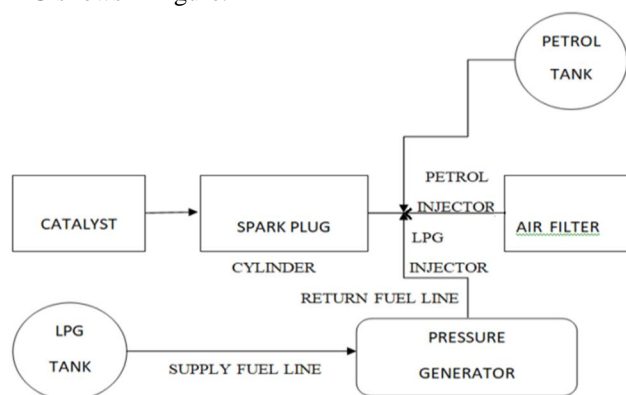 PETROL
TANK
PETROL
INJECTOR
CATALYST
SPARK PLUG
AIR FILTER
LPG
CYLINDER
INJECTOR
RETURN FUEL LINE
LPG
TANK
SUPPLY FUEL LINE
PRESSURE
GENERATOR